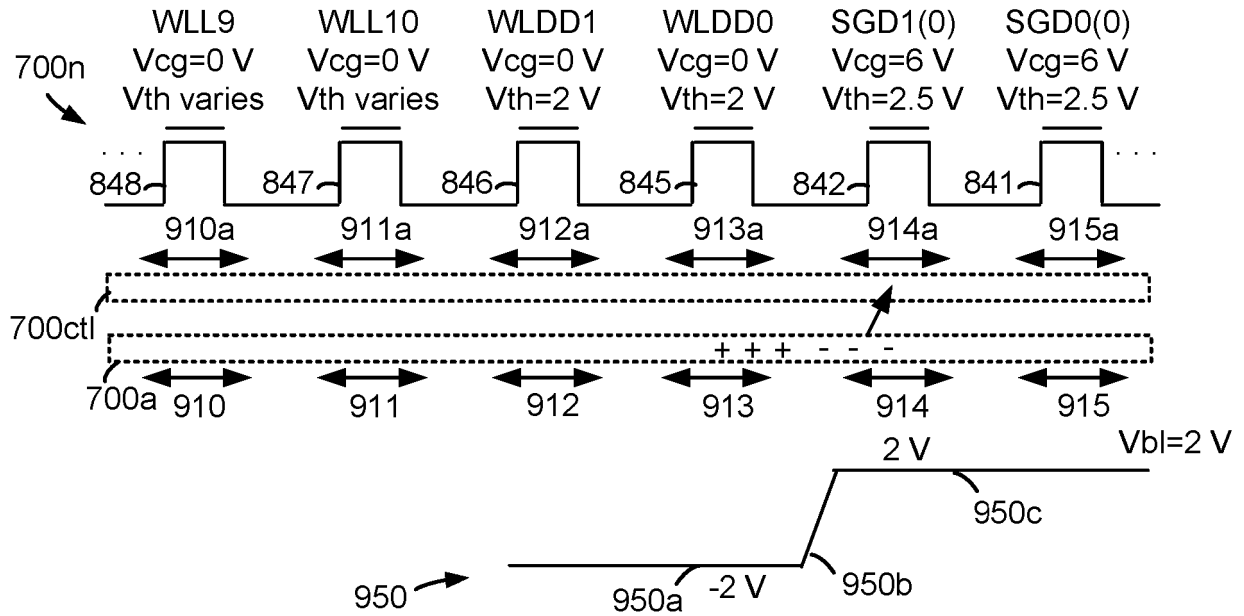 WLL9 WLL10 WLDD1 WLDD0 SGD1(0) SGD0(0)
Vcg=0 V Vcg=0 V Vcg=0 V Vcg=0 V Vcg=6 V Vcg=6 V
700n Vth varies Vth varies Vth=2 V Vth=2 V Vth=2.5 V Vth=2.5 V
. . . . . .
848 847 846 845 842 841
910a 911a 912a 913a 914a 915a
700ctl
+ + + - - -
700a 910 911 912 913 914 915
2 V Vbl=2 V
950c
950 950a -2 V 950b